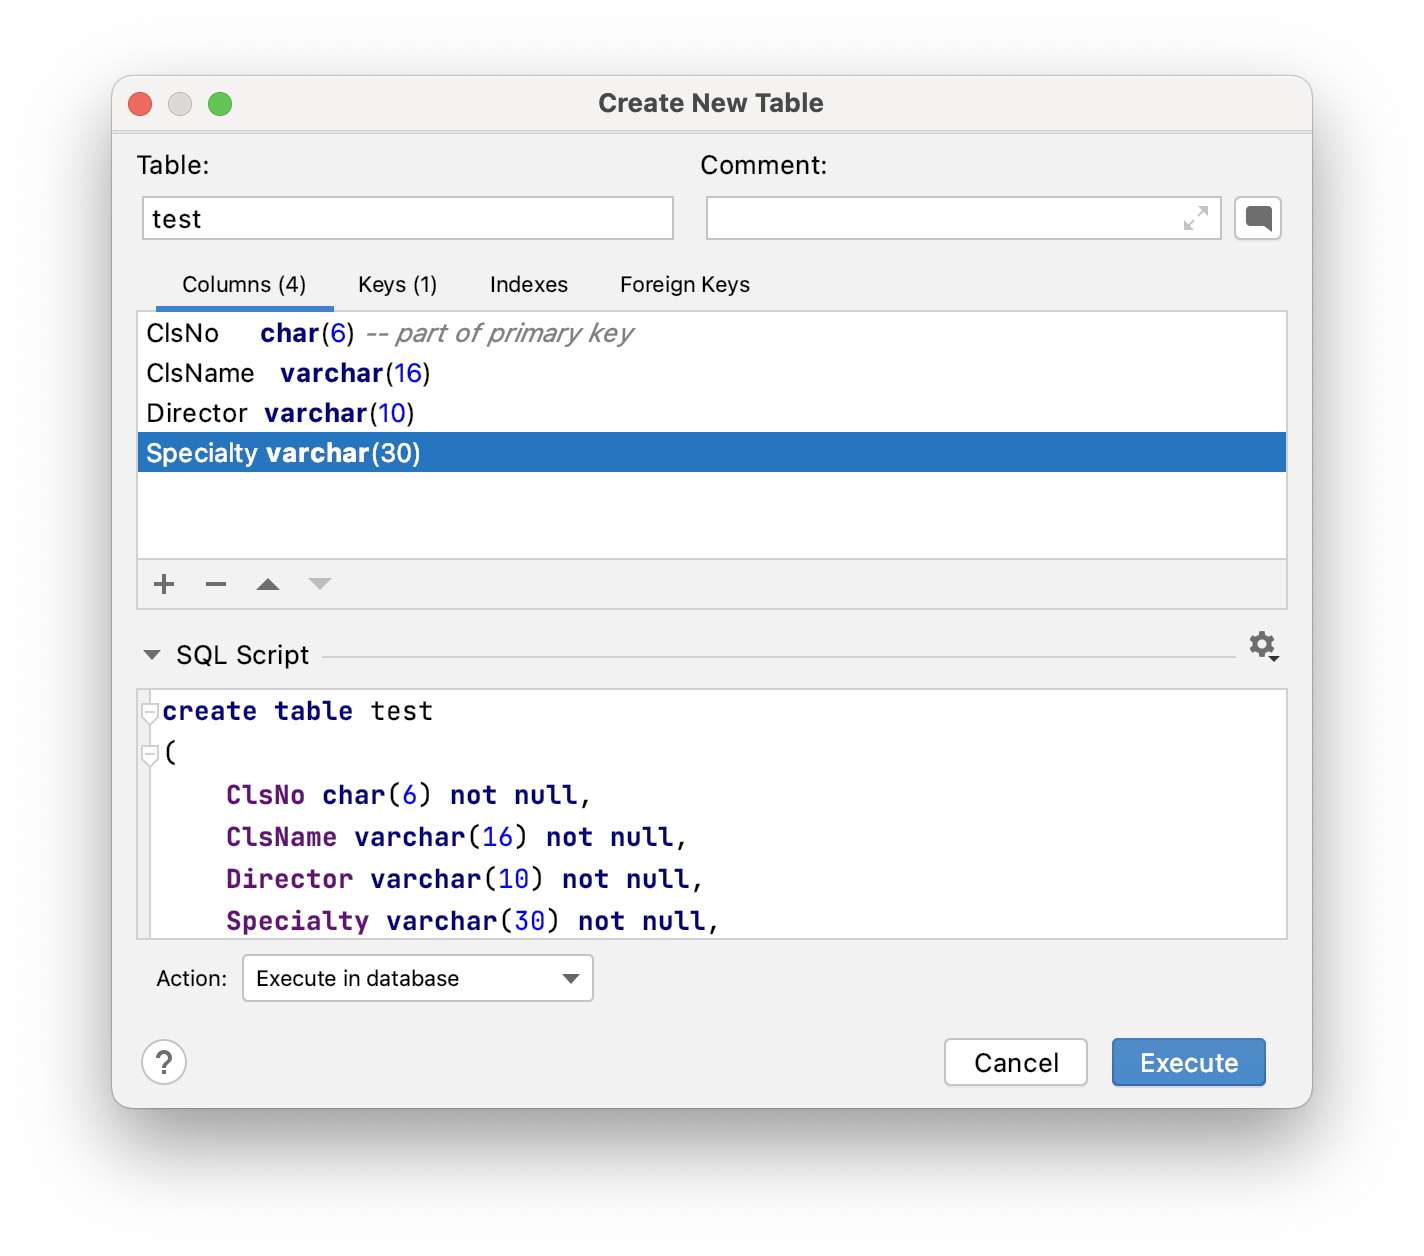 Create New Table
Table: Comment:
test
Columns (4) Keys (1) Indexes Foreign Keys
ClsNo char(6) -- part of primary key
ClsName varchar(16)
Director varchar(10)
Specialty varchar(30)
SQL Script
create table test
(
ClsNo char(6) not null,
ClsName varchar(16) not null,
Director varchar(10) not null,
Specialty varchar(30) not null,
Action: Execute in database
? Cancel Execute